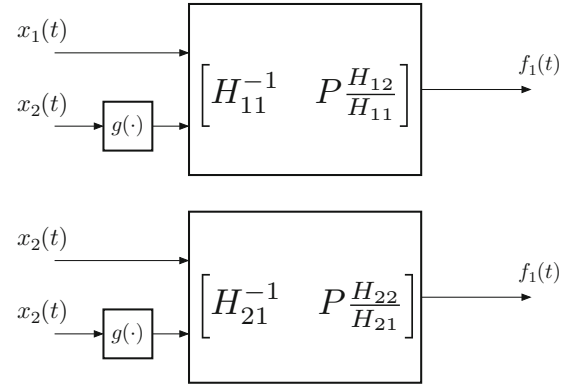 x_1(t)
x_2(t)
g(·)
[H_{11}^{-1} P\frac{H_{12}}{H_{11}}]
f_1(t)
x_2(t)
x_2(t)
g(·)
[H_{21}^{-1} P\frac{H_{22}}{H_{21}}]
f_1(t)